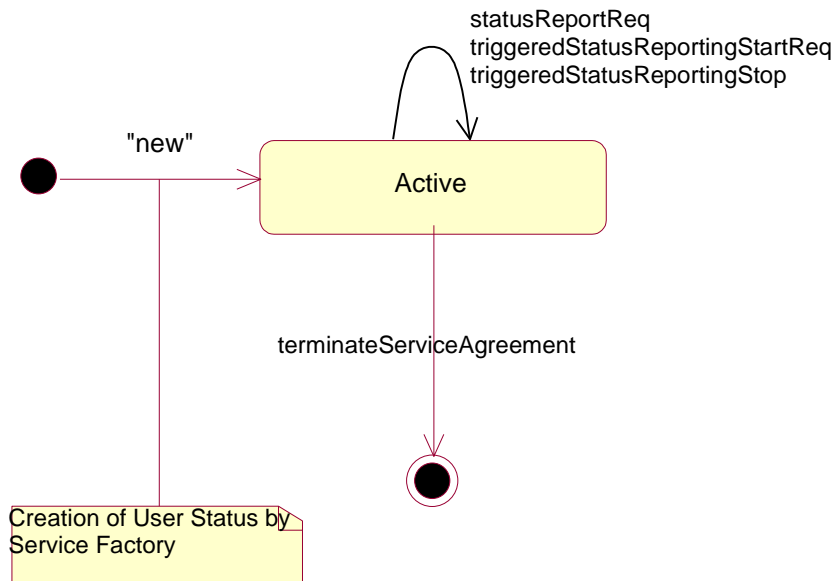 statusReportReq
triggeredStatusReportingStartReq
triggeredStatusReportingStop
"new"
Active
terminateServiceAgreement
Creation of User Status by
Service Factory